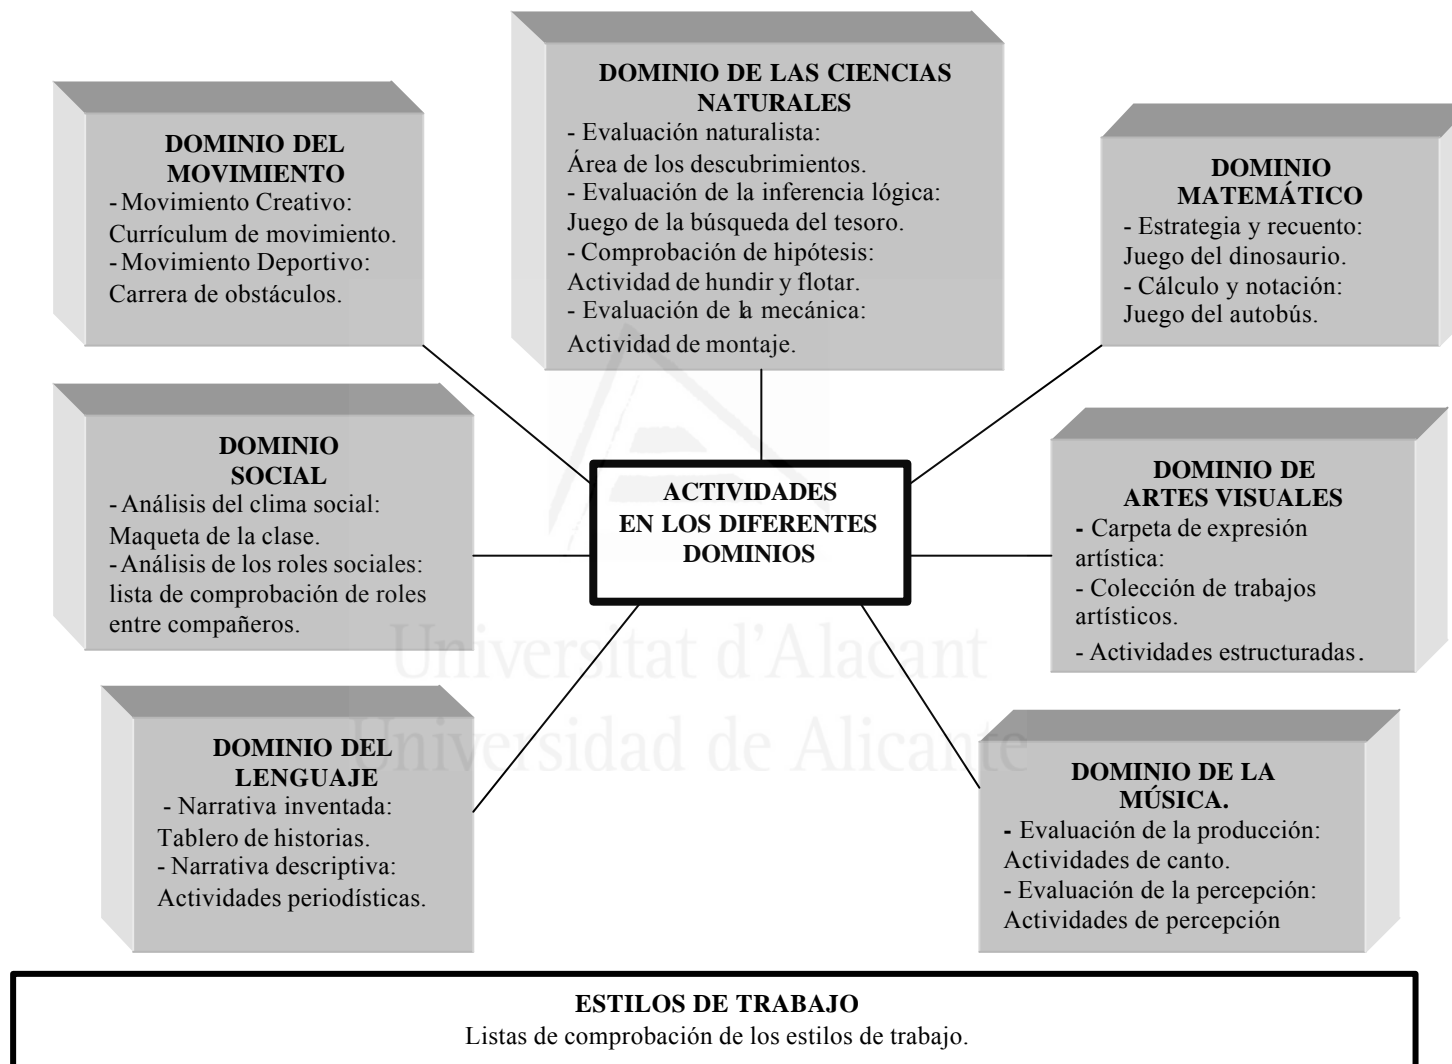 DOMINIO DE LAS CIENCIAS
NATURALES
- Evaluación naturalista:
Área de los descubrimientos.
- Evaluación de la inferencia lógica:
Juego de la búsqueda del tesoro.
- Comprobación de hipótesis:
Actividad de hundir y flotar.
- Evaluación de la mecánica:
Actividad de montaje.
DOMINIO DEL
MOVIMIENTO
- Movimiento Creativo:
Currículum de movimiento.
- Movimiento Deportivo:
Carrera de obstáculos.
DOMINIO
MATEMÁTICO
- Estrategia y recuento:
Juego del dinosaurio.
- Cálculo y notación:
Juego del autobús.
DOMINIO
SOCIAL
- Análisis del clima social:
Maqueta de la clase.
- Análisis de los roles sociales:
lista de comprobación de roles
entre compañeros.
ACTIVIDADES
EN LOS DIFERENTES
DOMINIOS
DOMINIO DE
ARTES VISUALES
- Carpeta de expresión
artística:
- Colección de trabajos
artísticos.
- Actividades estructuradas.
Universitat d'Alacant
Universidad de Alicante
DOMINIO DEL
LENGUAJE
- Narrativa inventada:
Tablero de historias.
- Narrativa descriptiva:
Actividades periodísticas.
DOMINIO DE LA
MÚSICA.
- Evaluación de la producción:
Actividades de canto.
- Evaluación de la percepción:
Actividades de percepción
ESTILOS DE TRABAJO
Listas de comprobación de los estilos de trabajo.